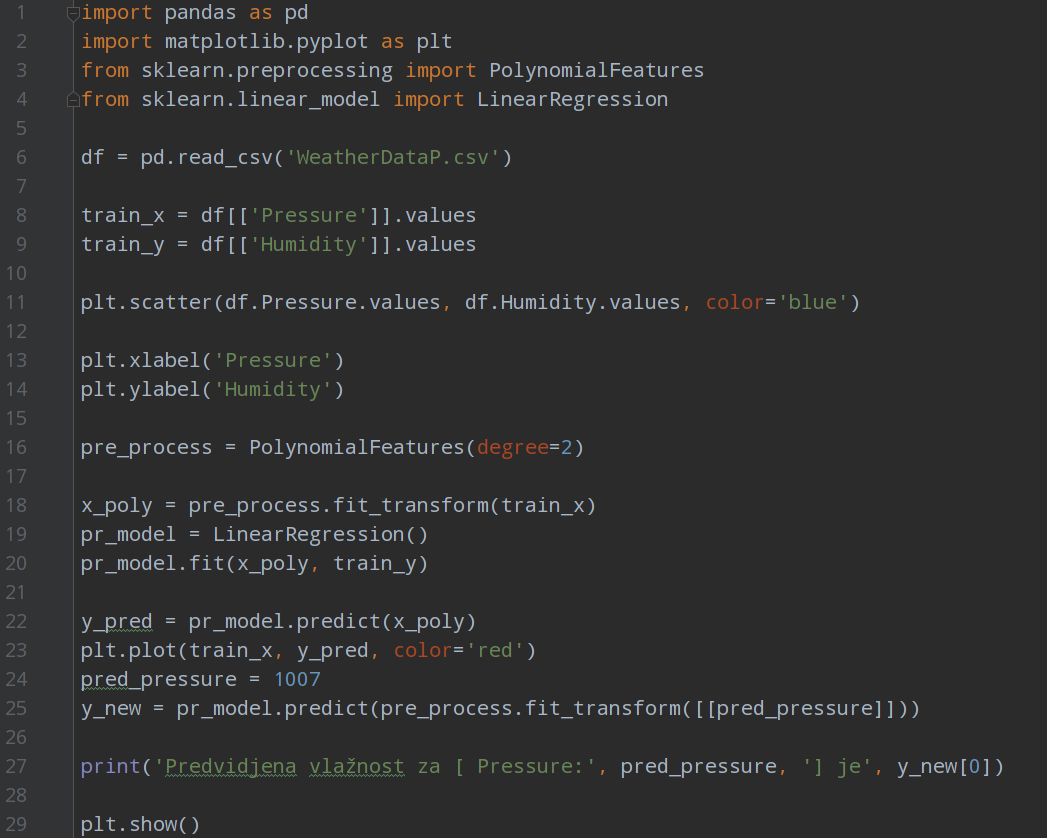 1 import pandas as pd
2 import matplotlib.pyplot as plt
3 from sklearn.preprocessing import PolynomialFeatures
4 from sklearn.linear_model import LinearRegression
5
6 df = pd.read_csv('WeatherDataP.csv')
7
8 train_x = df[['Pressure']].values
9 train_y = df[['Humidity']].values
10
11 plt.scatter(df.Pressure.values, df.Humidity.values, color='blue')
12
13 plt.xlabel('Pressure')
14 plt.ylabel('Humidity')
15
16 pre_process = PolynomialFeatures(degree=2)
17
18 x_poly = pre_process.fit_transform(train_x)
19 pr_model = LinearRegression()
20 pr_model.fit(x_poly, train_y)
21
22 y_pred = pr_model.predict(x_poly)
23 plt.plot(train_x, y_pred, color='red')
24 pred_pressure = 1007
25 y_new = pr_model.predict(pre_process.fit_transform([[pred_pressure]]))
26
27 print('Predvidjena vlažnost za [ Pressure:', pred_pressure, '] je', y_new[0])
28
29 plt.show()